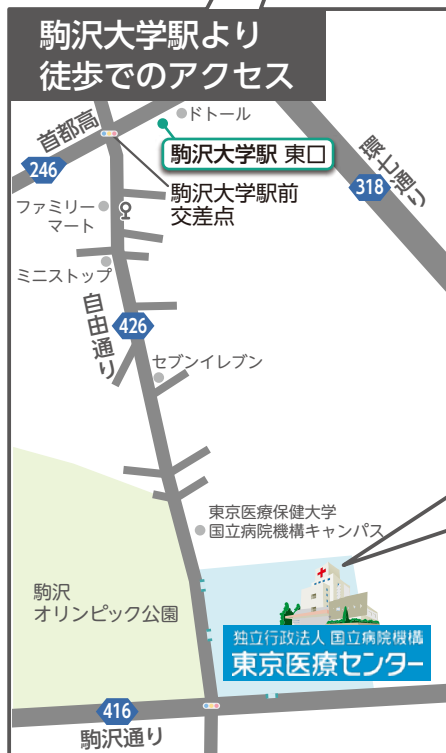 駒沢大学駅より
徒歩でのアクセス
首都高
ドトール
駒沢大学駅 東口
246
環七通り
318
駒沢大学駅前
交差点
ファミリー
マート
ミニストップ
自由通り
426
セブンイレブン
東京医療保健大学
国立病院機構キャンパス
駒沢
オリンピック公園
独立行政法人 国立病院機構
東京医療センター
416
駒沢通り